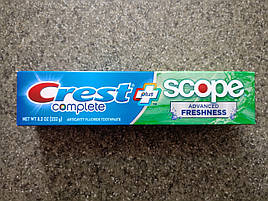 Crest
complete
plus
scope
ADVANCED
FRESHNESS
NET WT 8.2 OZ (232 g)
ANTICAVITY FLUORIDE TOOTHPASTE